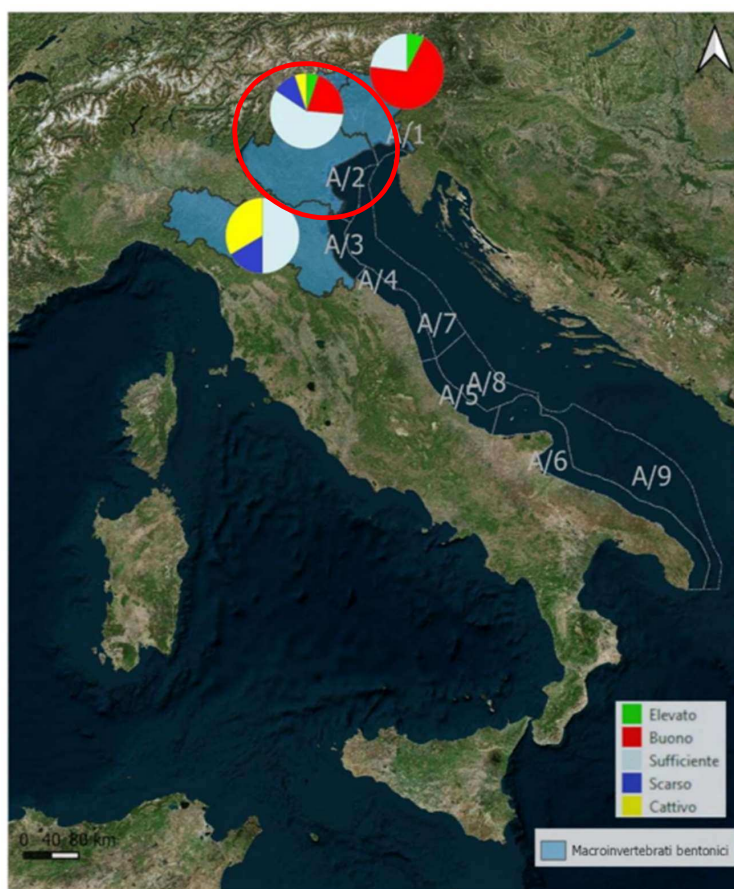 A/1
A/2
A/3
A/4
A/7
A/8
A/5
A/6
A/9
Elevato
Buono
Sufficiente
Scarso
Cattivo
0 40 80 km
Macroinvertebrati bentonici